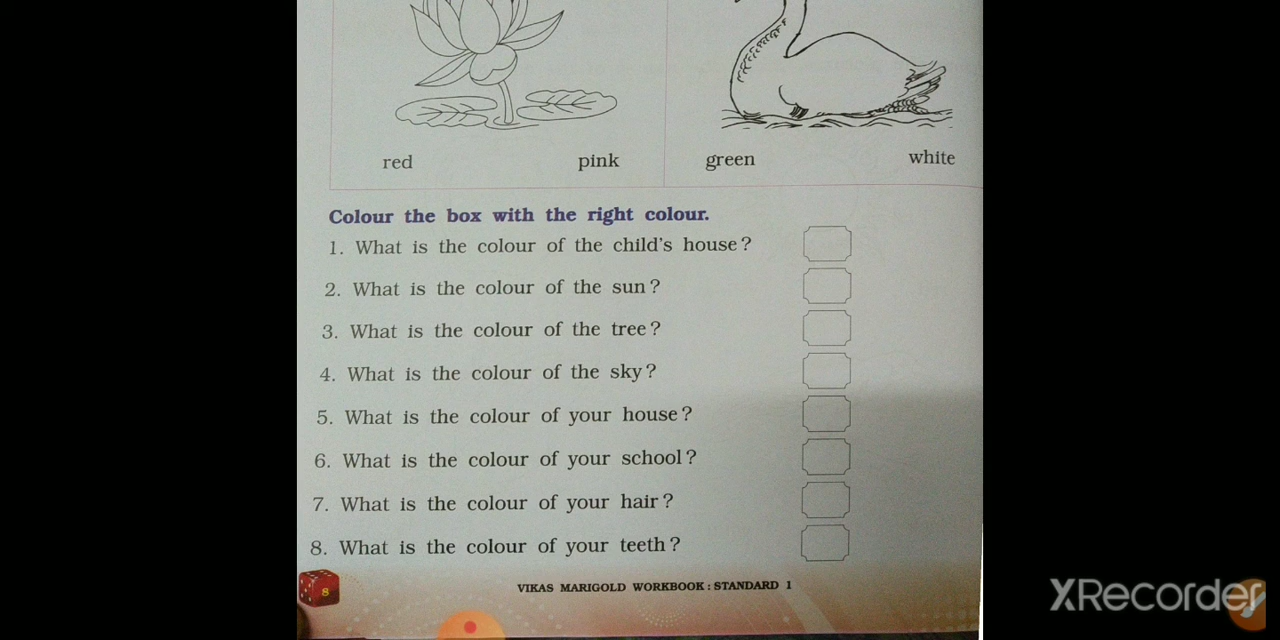 red pink green white
Colour the box with the right colour.
1. What is the colour of the child's house?
2. What is the colour of the sun?
3. What is the colour of the tree?
4. What is the colour of the sky?
5. What is the colour of your house?
6. What is the colour of your school?
7. What is the colour of your hair?
8. What is the colour of your teeth?
8 VIKAS MARIGOLD WORKBOOK : STANDARD 1
XRecorder